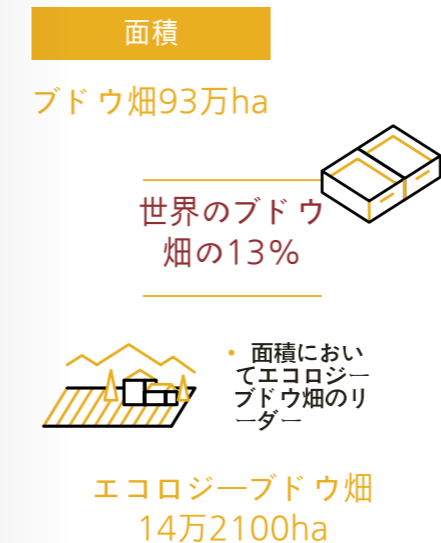 面積
ブドウ畑93万ha
世界のブドウ
畑の13%
• 面積におい
てエコロジー
ブドウ畑のリ
ーダー
エコロジーブドウ畑
14万2100ha